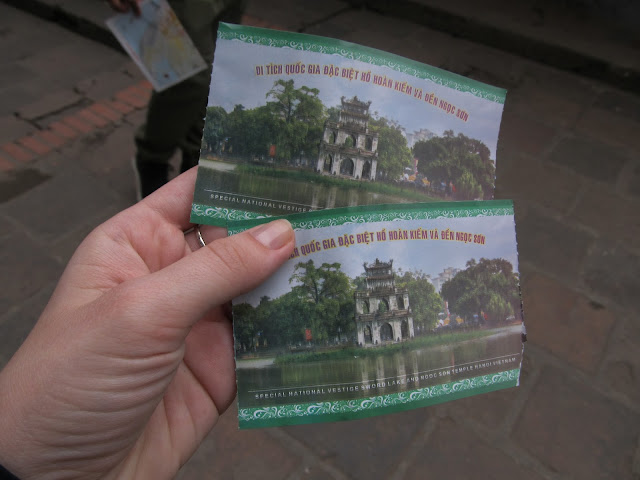 DI TÍCH QUỐC GIA ĐẶC BIỆT HỒ HOÀN KIẾM VÀ ĐỀN NGỌC SƠN
SPECIAL NATIONAL VESTIGE
DI TÍCH QUỐC GIA ĐẶC BIỆT HỒ HOÀN KIẾM VÀ ĐỀN NGỌC SƠN
SPECIAL NATIONAL VESTIGE SWORD LAKE AND NGOC SON TEMPLE HANOI VIETNAM